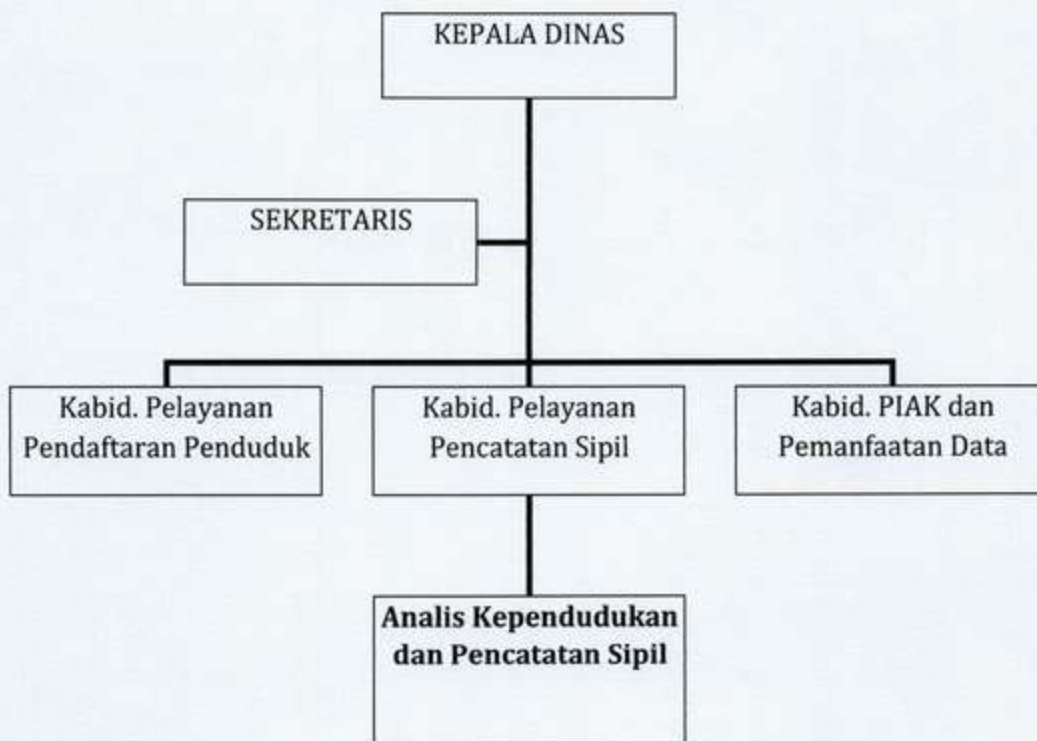 KEPALA DINAS
SEKRETARIS
Kabid. Pelayanan
Pendaftaran Penduduk
Kabid. Pelayanan
Pencatatan Sipil
Kabid. PIAK dan
Pemanfaatan Data
Analis Kependudukan
dan Pencatatan Sipil